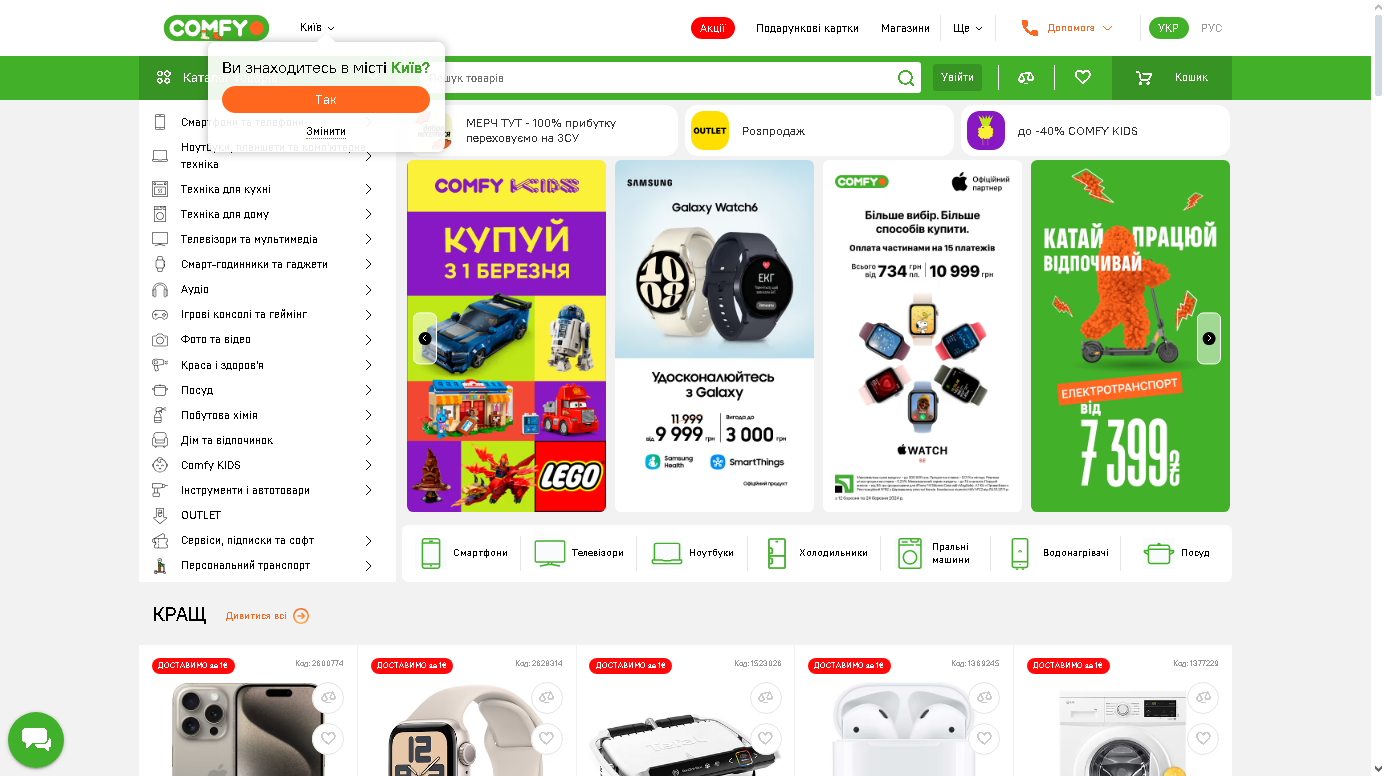 COMFY
Київ
Акції
Подарункові картки
Магазини
Ще
Допомога
УКР
РУС
Ви знаходитесь в місті Київ?
Так
Змінити
товарів
Увійти
Кошик
Смартфони та телефони
Ноутбуки, планшети та комп'ютерна
техніка
Техніка для кухні
Техніка для дому
Телевізори та мультимедіа
Смарт-годинники та гаджети
Аудіо
Ігрові консолі та геймінг
Фото та відео
Краса і здоров'я
Посуд
Побутова хімія
Дім та відпочинок
Comfy KIDS
Інструменти і автотовари
OUTLET
Сервіси, підписки та софт
Персональний транспорт
МЕРЧ ТУТ - 100% прибутку
переховуємо на ЗСУ
OUTLET
Розпродаж
до -40% COMFY KIDS
COMFY KIDS
КУПУЙ
З 1 БЕРЕЗНЯ
LEGO
SAMSUNG
Galaxy Watch6
ЕКГ
Удосконалюйтесь
з Galaxy
11 999
від 9 999 грн
Вигода до
3 000 грн
Samsung
Health
SmartThings
Офіційний продукт
COMFY
Офіційний
партнер
Більше вибір. Більше
способів купити.
Оплата частинами на 15 платежів
Всього
від 734 грн пл. 10 999 грн
WATCH
SE
КАТАЙ ПРАЦЮЙ
ВІДПОЧИВАЙ
ЕЛЕКТРОТРАНСПОРТ
від
7 399₴
Смартфони
Телевізори
Ноутбуки
Холодильники
Пральні
машини
Водонагрівачі
Посуд
КРАЩ
Дивитися всі
ДОСТАВИМО за 1₴
Код: 2600774
ДОСТАВИМО за 1₴
Код: 2628314
ДОСТАВИМО за 1₴
Код: 1523026
ДОСТАВИМО за 1₴
Код: 1369245
ДОСТАВИМО за 1₴
Код: 1377229
12
Tefal
LG